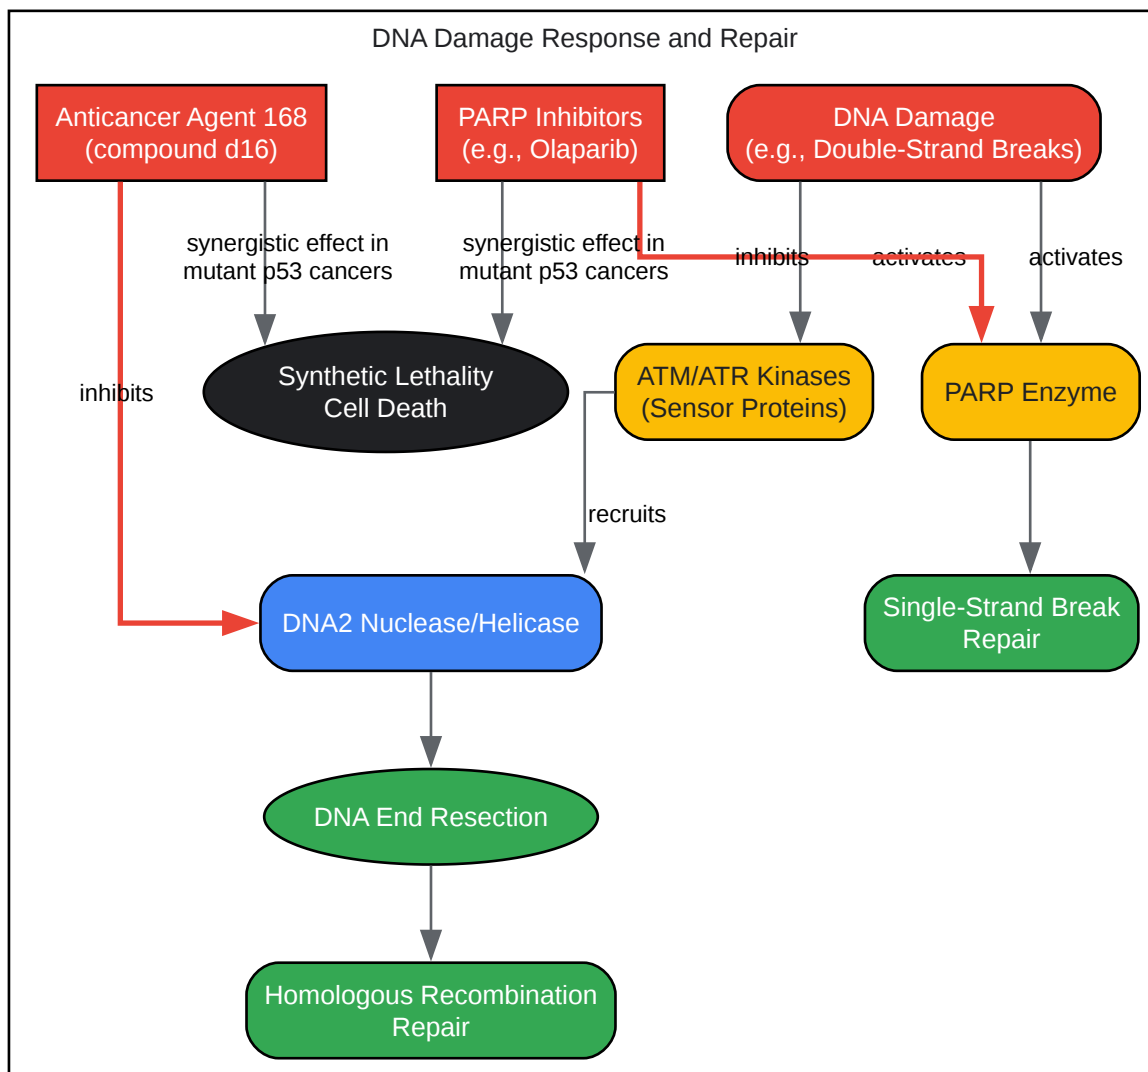 DNA Damage Response and Repair
Anticancer Agent 168
(compound d16)
PARP Inhibitors
(e.g., Olaparib)
DNA Damage
(e.g., Double-Strand Breaks)
synergistic effect in
mutant p53 cancers
synergistic effect in
mutant p53 cancers
inhibits
activates
activates
inhibits
Synthetic Lethality
Cell Death
ATM/ATR Kinases
(Sensor Proteins)
PARP Enzyme
recruits
DNA2 Nuclease/Helicase
Single-Strand Break
Repair
DNA End Resection
Homologous Recombination
Repair